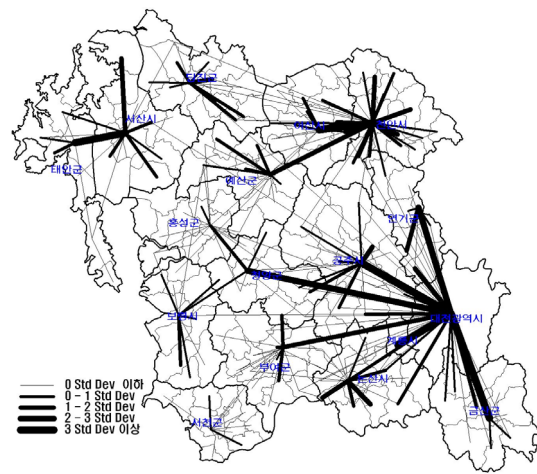 당진군
서산시
아산시
천안시
태안군
예산군
연기군
홍성군
공주시
청양군
보령시
대전광역시
계룡시
부여군
논산시
금산군
서천군
0 Std Dev 이하
0 - 1 Std Dev
1 - 2 Std Dev
2 - 3 Std Dev
3 Std Dev 이상